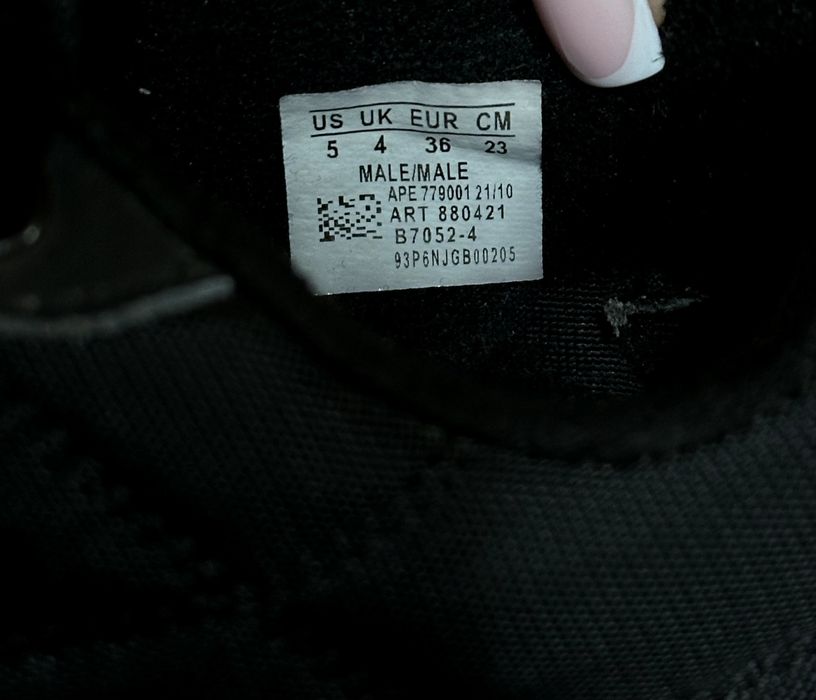 US UK EUR CM
5 4 36 23
MALE/MALE
APE 779001 21/10
ART 880421
B7052-4
93P6NJGB00205